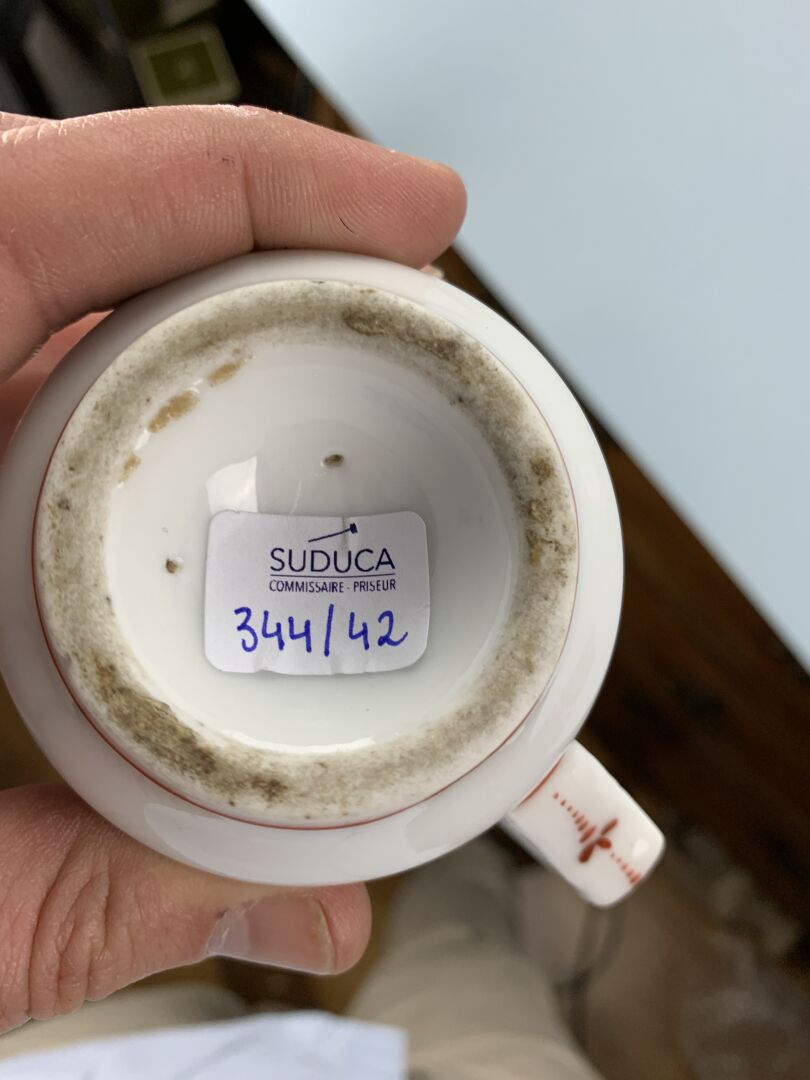 SUDUCA
COMMISSAIRE - PRISEUR
344/42